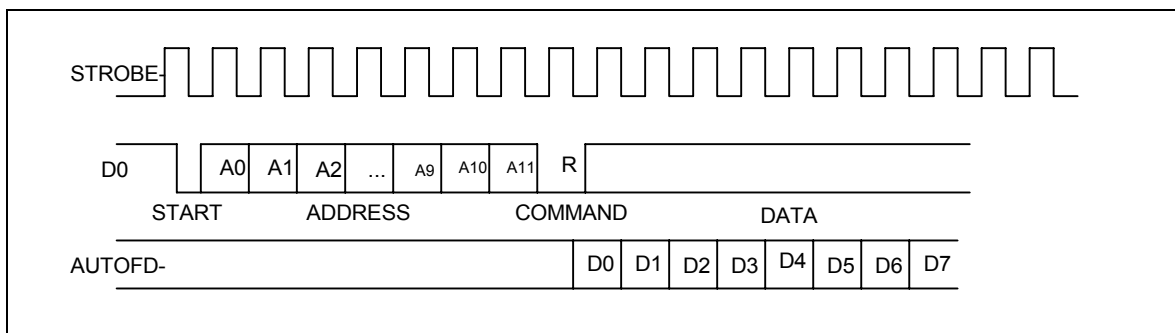 STROBE-
D0 A0 A1 A2 ... A9 A10 A11 R
START ADDRESS COMMAND DATA
AUTOFD- D0 D1 D2 D3 D4 D5 D6 D7